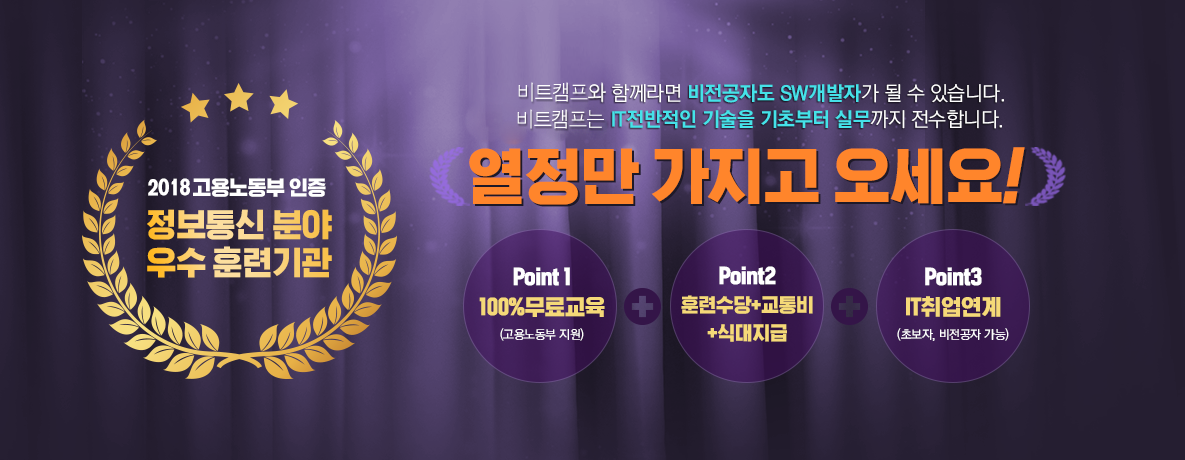 2018 고용노동부 인증
정보통신 분야
우수 훈련기관
비트캠프와 함께라면 비전공자도 SW개발자가 될 수 있습니다.
비트캠프는 IT전반적인 기술을 기초부터 실무까지 전수합니다.
열정만 가지고 오세요!
Point 1
100%무료교육
(고용노동부 지원)
Point2
훈련수당+교통비
+식대지급
Point3
IT취업연계
(초보자, 비전공자 가능)